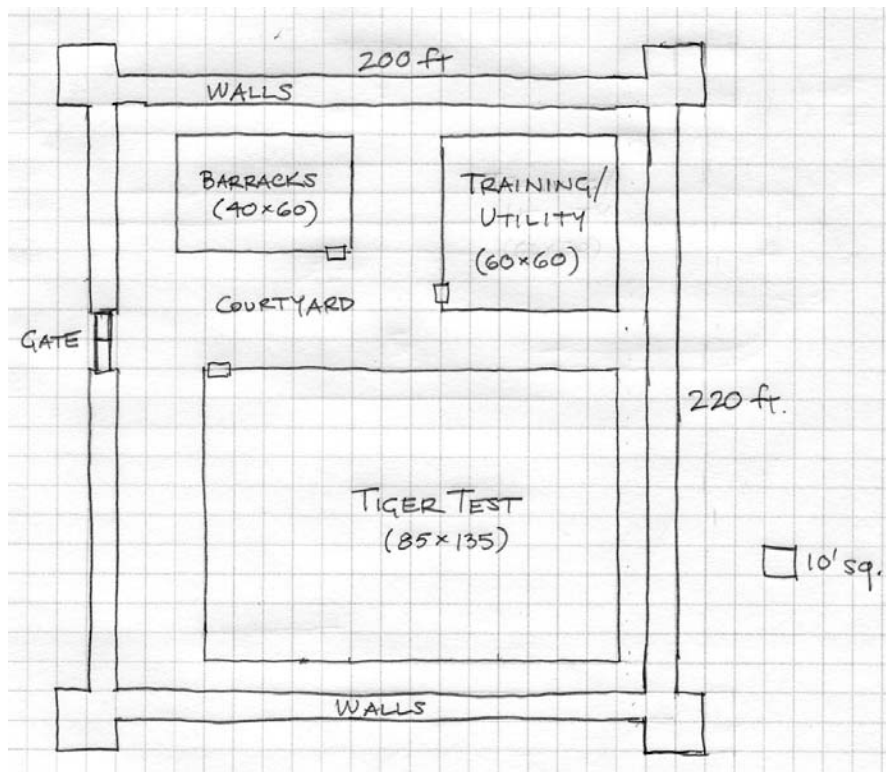 200 ft
WALLS
BARRACKS
(40×60)
TRAINING/
UTILITY
(60×60)
COURTYARD
GATE
220 ft.
TIGER TEST
(85×135)
10' sq.
WALLS